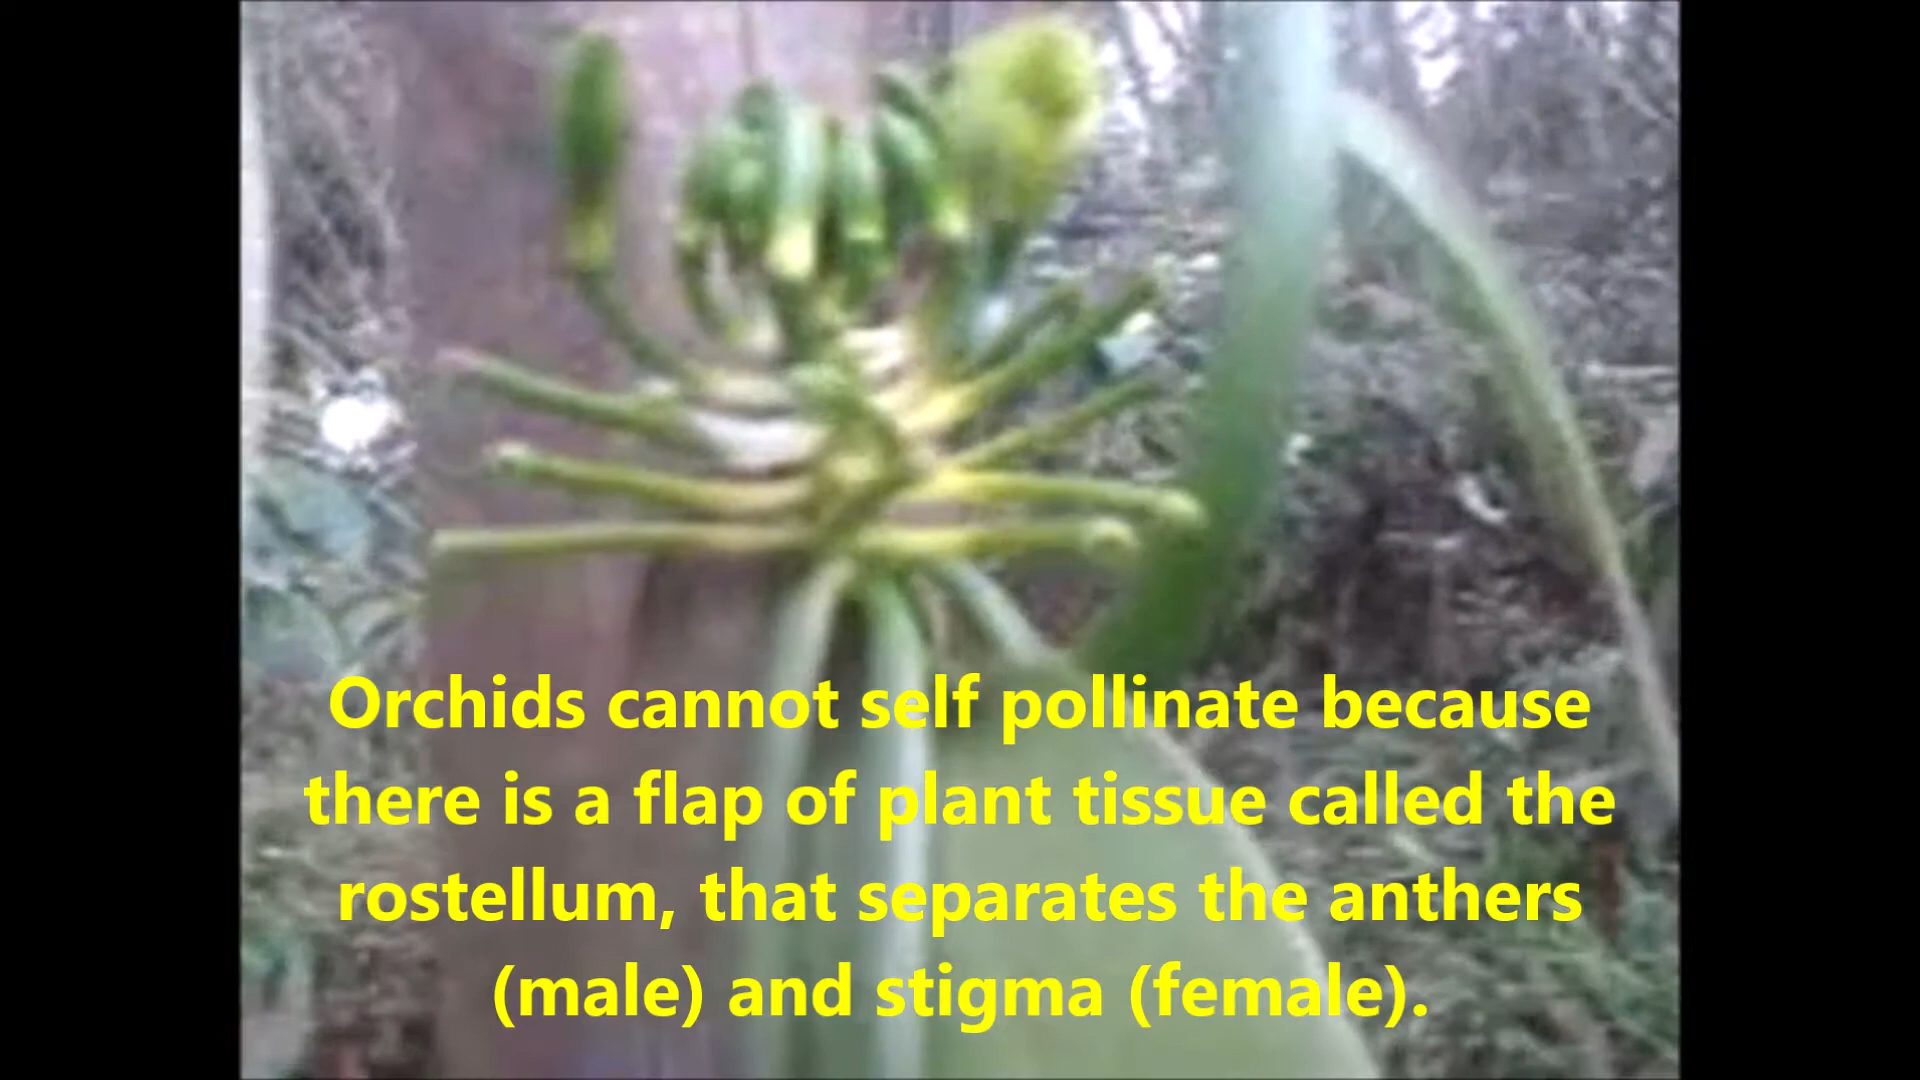 Orchids cannot self pollinate because
there is a flap of plant tissue called the
rostellum, that separates the anthers
(male) and stigma (female).